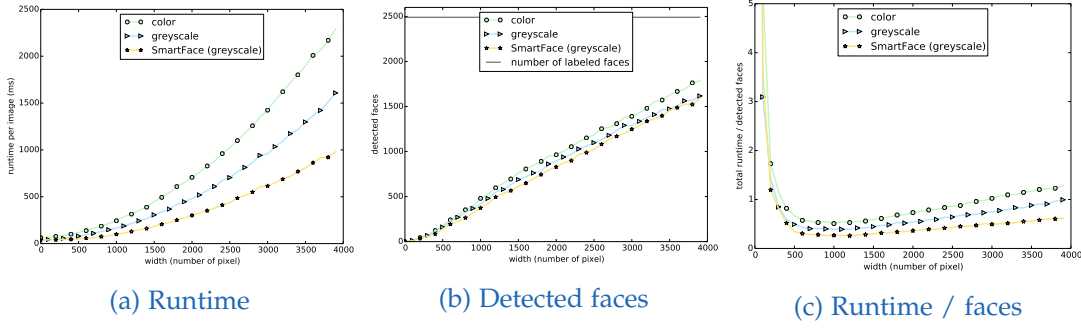 color
greyscale
SmartFace (greyscale)
runtime per image (ms)
2500
2000
1500
1000
500
0
0 500 1000 1500 2000 2500 3000 3500 4000
width (number of pixel)
(a) Runtime
color
greyscale
SmartFace (greyscale)
number of labeled faces
detected faces
2500
2000
1500
1000
500
0
0 500 1000 1500 2000 2500 3000 3500 4000
width (number of pixel)
(b) Detected faces
color
greyscale
SmartFace (greyscale)
total runtime / detected faces
5
4
3
2
1
0
0 500 1000 1500 2000 2500 3000 3500 4000
width (number of pixel)
(c) Runtime / faces